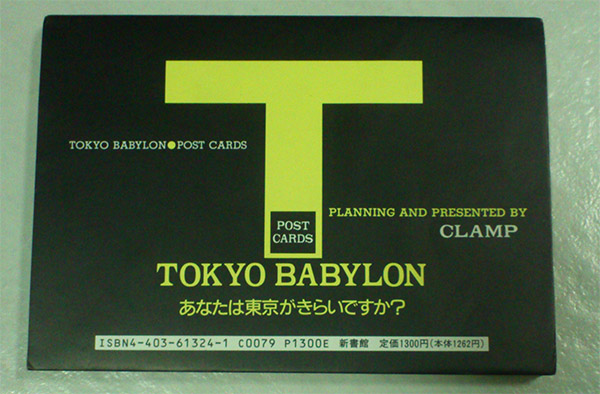 T
TOKYO BABYLON●POST CARDS
PLANNING AND PRESENTED BY
CLAMP
POST
CARDS
TOKYO BABYLON
あなたは東京がきらいですか?
ISBN4-403-61324-1 C0079 P1300E 新書館 定価1300円(本体1262円)